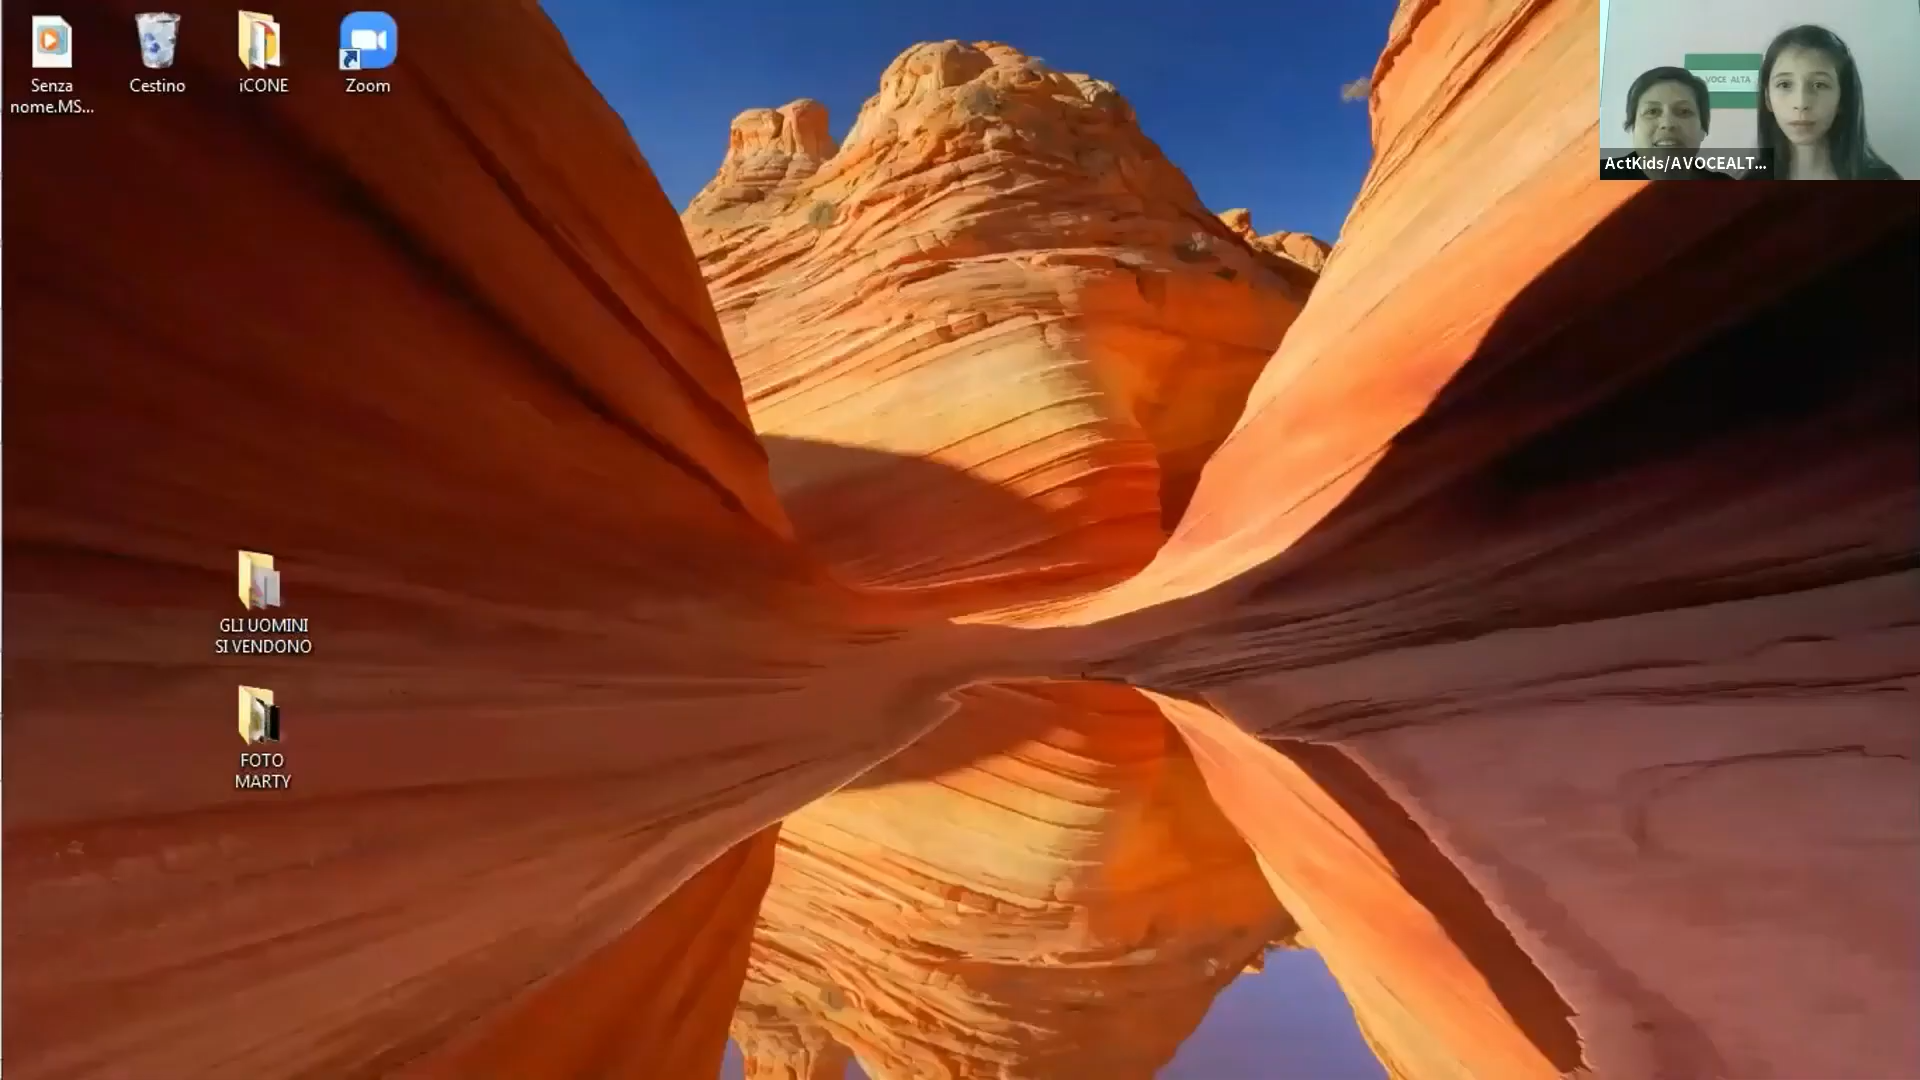 Senza
nome.MS...
Cestino
iCONE
Zoom
VOCE ALTA
ActKids/AVOCEALT...
GLI UOMINI
SI VENDONO
FOTO
MARTY